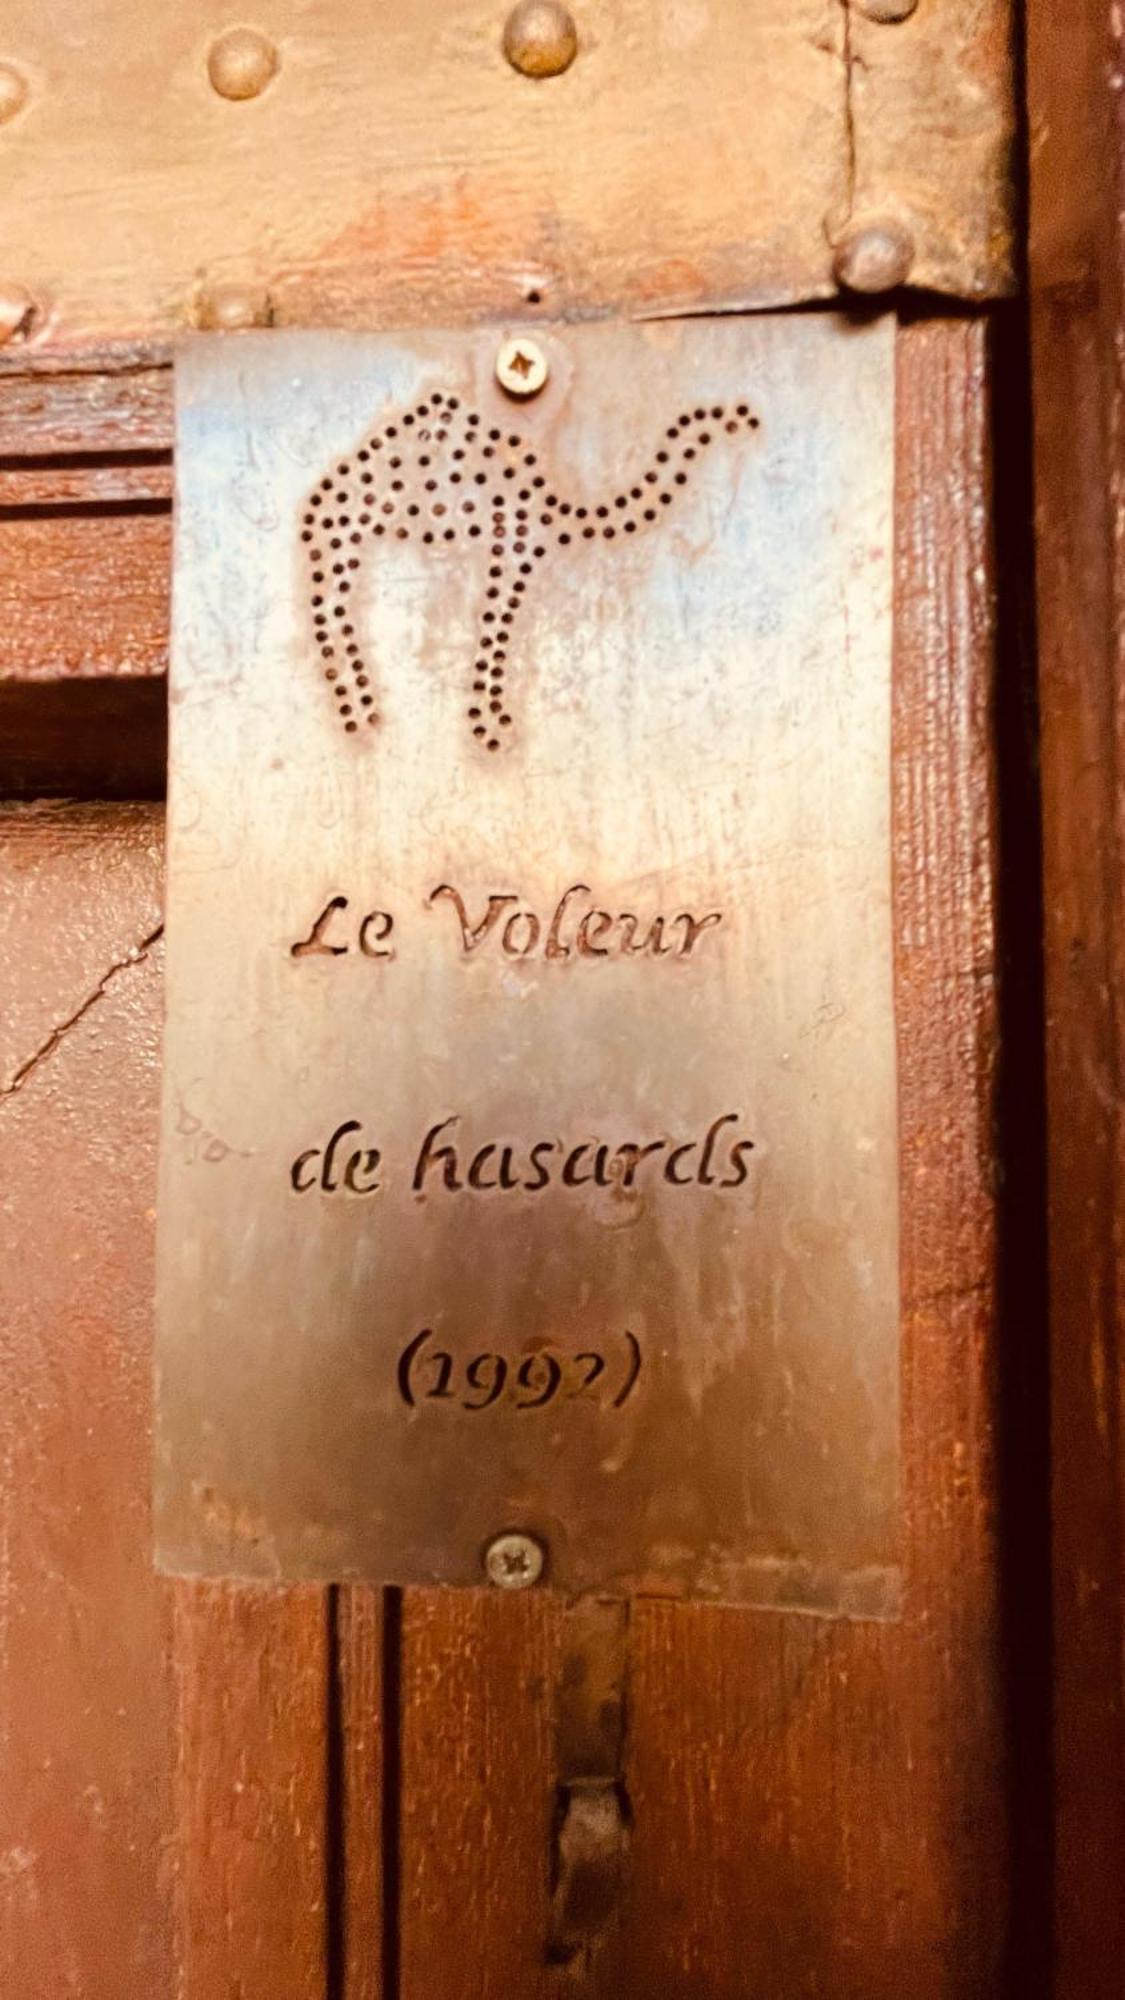 Le Voleur
de hasards
(1992)